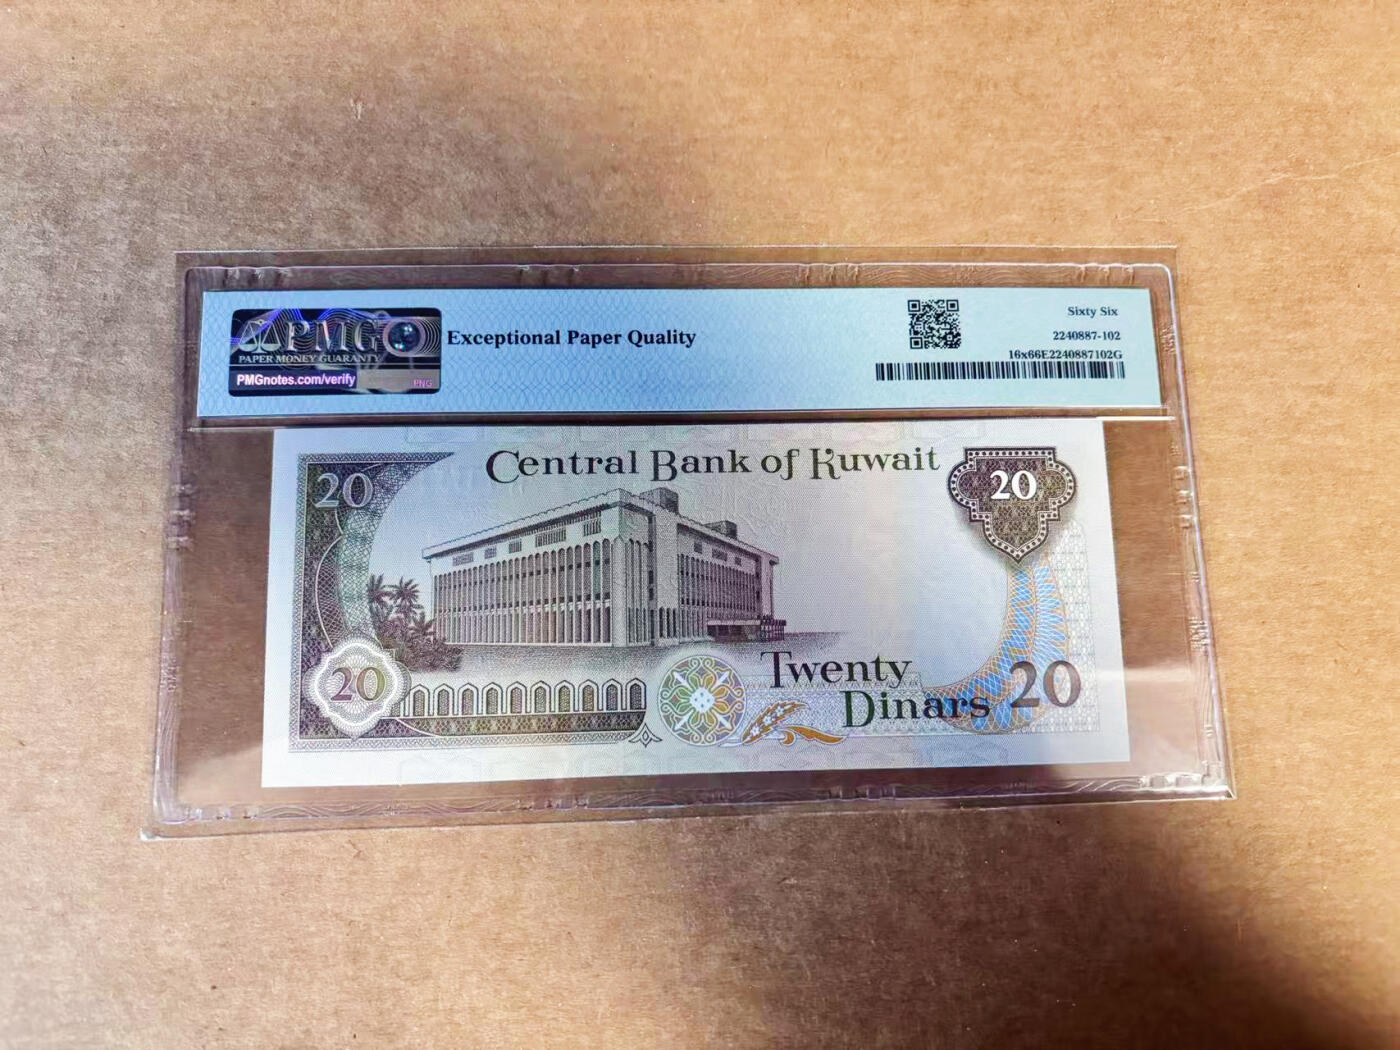 PMG
PAPER MONEY GUARANTY
PMGnotes.com/verify
PNG
Exceptional Paper Quality
Sixty Six
2240887-102
16x66E2240887102G
Central Bank of Kuwait
20
20
20
Twenty
Dinars 20